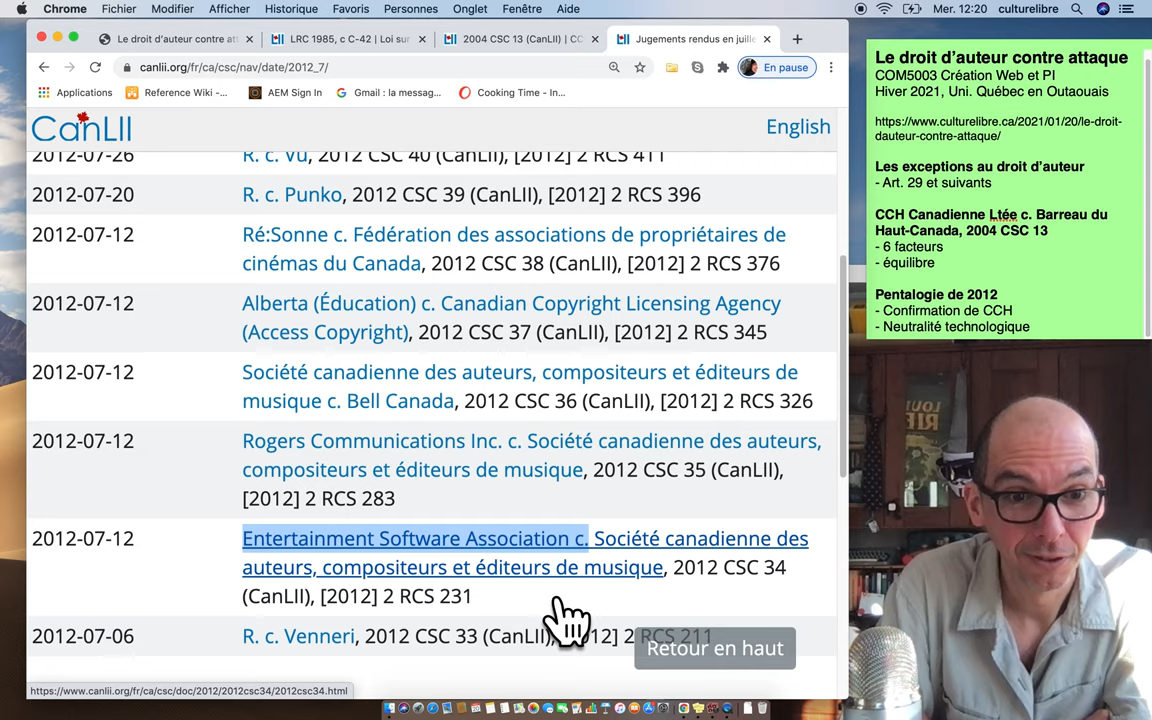 Chrome Fichier Modifier Afficher Historique Favoris Personnes Onglet Fenêtre Aide Mer. 12:20 culturelibre
Le droit d'auteur contre att
LRC 1985, c C-42 | Loi sur
2004 CSC 13 (CanLII) | CC
Jugements rendus en juille
canlii.org/fr/ca/csc/nav/date/2012_7/
En pause
Applications Reference Wiki -... AEM Sign In Gmail : la messag... Cooking Time - In...
CanLII
English
2012-07-26 R. c. Vu, 2012 CSC 40 (CanLII), [2012] 2 RCS 411
2012-07-20 R. c. Punko, 2012 CSC 39 (CanLII), [2012] 2 RCS 396
2012-07-12 Ré:Sonne c. Fédération des associations de propriétaires de
cinémas du Canada, 2012 CSC 38 (CanLII), [2012] 2 RCS 376
2012-07-12 Alberta (Éducation) c. Canadian Copyright Licensing Agency
(Access Copyright), 2012 CSC 37 (CanLII), [2012] 2 RCS 345
2012-07-12 Société canadienne des auteurs, compositeurs et éditeurs de
musique c. Bell Canada, 2012 CSC 36 (CanLII), [2012] 2 RCS 326
2012-07-12 Rogers Communications Inc. c. Société canadienne des auteurs,
compositeurs et éditeurs de musique, 2012 CSC 35 (CanLII),
[2012] 2 RCS 283
2012-07-12 Entertainment Software Association c. Société canadienne des
auteurs, compositeurs et éditeurs de musique, 2012 CSC 34
(CanLII), [2012] 2 RCS 231
2012-07-06 R. c. Venneri, 2012 CSC 33 (CanLII), 2 RCS 211
Retour en haut
https://www.canlii.org/fr/ca/csc/doc/2012/2012csc34/2012csc34.html
Le droit d'auteur contre attaque
COM5003 Création Web et PI
Hiver 2021, Uni. Québec en Outaouais
https://www.culturelibre.ca/2021/01/20/le-droit-
dauteur-contre-attaque/
Les exceptions au droit d'auteur
- Art. 29 et suivants
CCH Canadienne Ltée c. Barreau du
Haut-Canada, 2004 CSC 13
- 6 facteurs
- équilibre
Pentalogie de 2012
- Confirmation de CCH
- Neutralité technologique